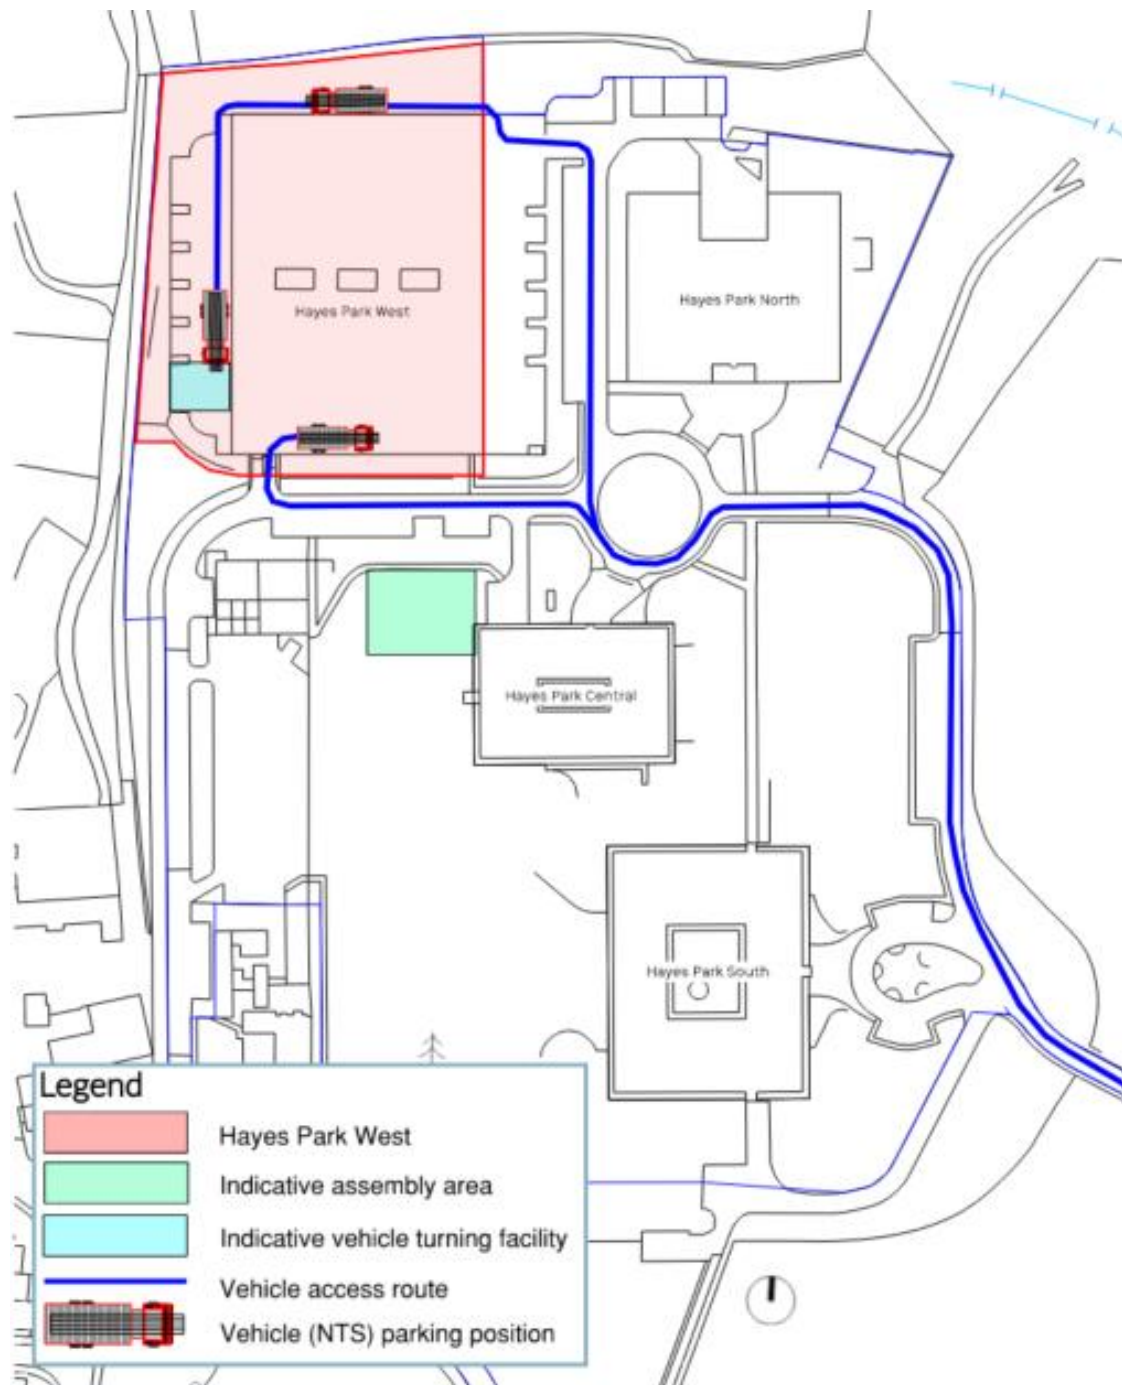 Hayes Park North
Hayes Park West
Hayes Park Central
Hayes Park South
Legend
Hayes Park West
Indicative assembly area
Indicative vehicle turning facility
Vehicle access route
Vehicle (NTS) parking position